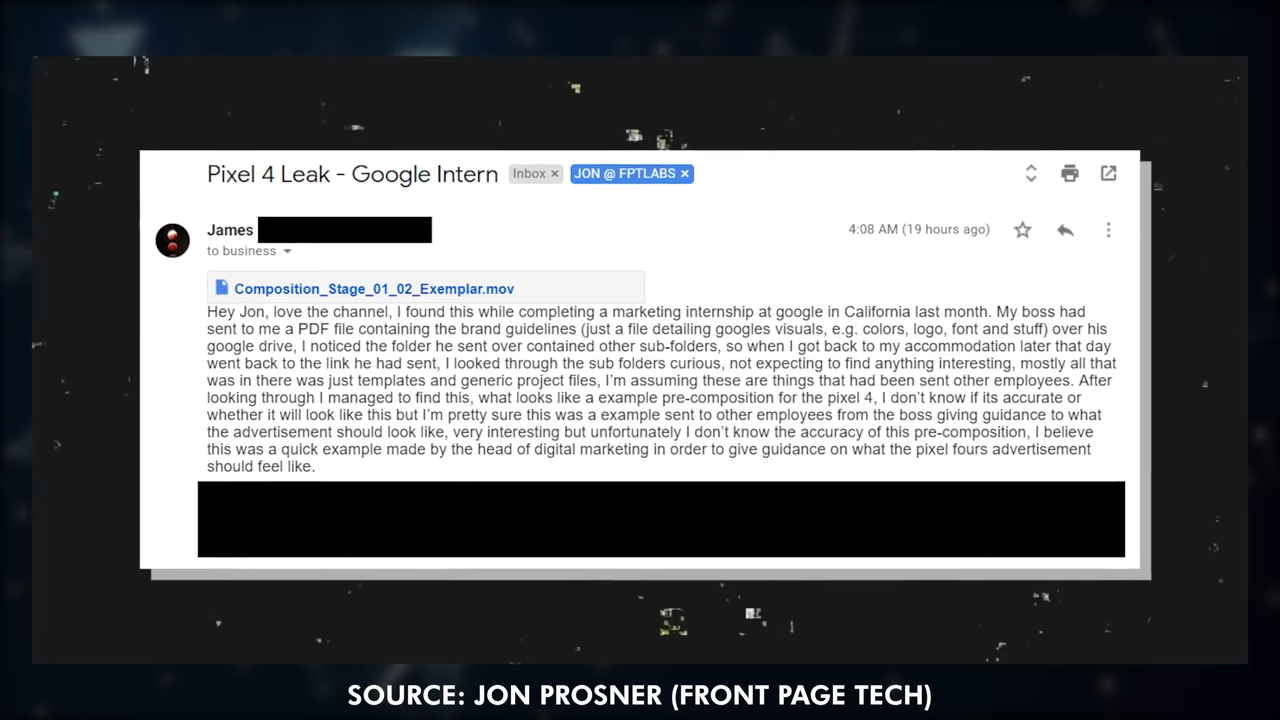 Pixel 4 Leak - Google Intern Inbox × JON @ FPTLABS ×
James
4:08 AM (19 hours ago)
to business
Composition_Stage_01_02_Exemplar.mov
Hey Jon, love the channel, I found this while completing a marketing internship at google in California last month. My boss had
sent to me a PDF file containing the brand guidelines (just a file detailing googles visuals, e.g. colors, logo, font and stuff) over his
google drive, I noticed the folder he sent over contained other sub-folders, so when I got back to my accommodation later that day
went back to the link he had sent, I looked through the sub folders curious, not expecting to find anything interesting, mostly all that
was in there was just templates and generic project files, I'm assuming these are things that had been sent other employees. After
looking through I managed to find this, what looks like a example pre-composition for the pixel 4, I don't know if its accurate or
whether it will look like this but I'm pretty sure this was a example sent to other employees from the boss giving guidance to what
the advertisement should look like, very interesting but unfortunately I don't know the accuracy of this pre-composition, I believe
this was a quick example made by the head of digital marketing in order to give guidance on what the pixel fours advertisement
should feel like.
SOURCE: JON PROSNER (FRONT PAGE TECH)